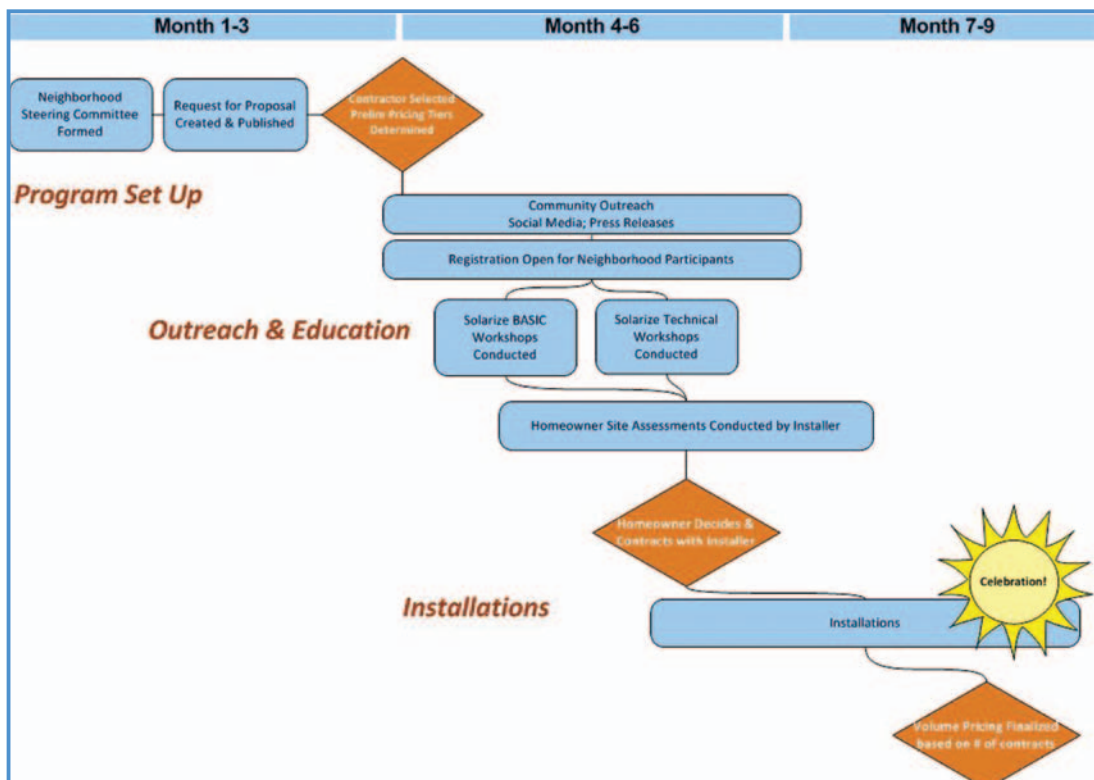 Month 1-3
Month 4-6
Month 7-9
Neighborhood
Steering Committee
Formed
Request for Proposal
Created & Published
Contractor Selected
Prelim Pricing Tiers
Determined
Program Set Up
Community Outreach
Social Media; Press Releases
Registration Open for Neighborhood Participants
Outreach & Education
Solarize BASIC
Workshops
Conducted
Solarize Technical
Workshops
Conducted
Homeowner Site Assessments Conducted by Installer
Homeowner Decides &
Contracts with Installer
Celebration!
Installations
Installations
Volume Pricing Finalized
based on # of contracts